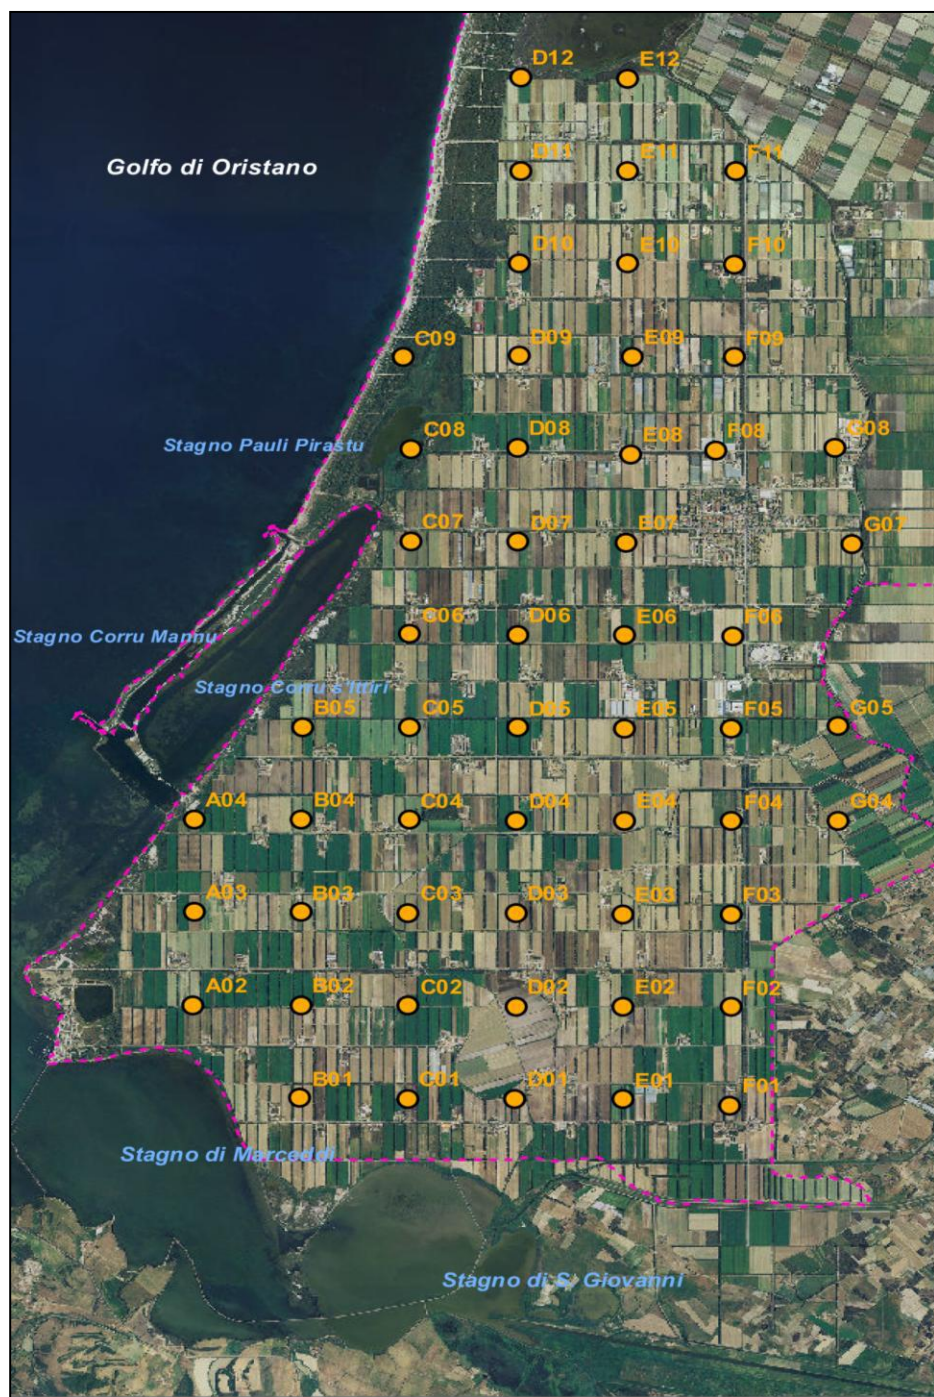 D12 E12
Golfo di Oristano
D11 E11 F11
D10 E10 F10
C09 D09 E09 F09
Stagno Pauli Pirastu
C08 D08 E08 F08 G08
C07 D07 E07 G07
Stagno Corru Mannu
C06 D06 E06 F06
Stagno Corru s'Ittiri
B05 C05 D05 E05 F05 G05
A04 B04 C04 D04 E04 F04 G04
A03 B03 C03 D03 E03 F03
A02 B02 C02 D02 E02 F02
B01 C01 D01 E01 F01
Stagno di Marceddì
Stagno di S. Giovanni